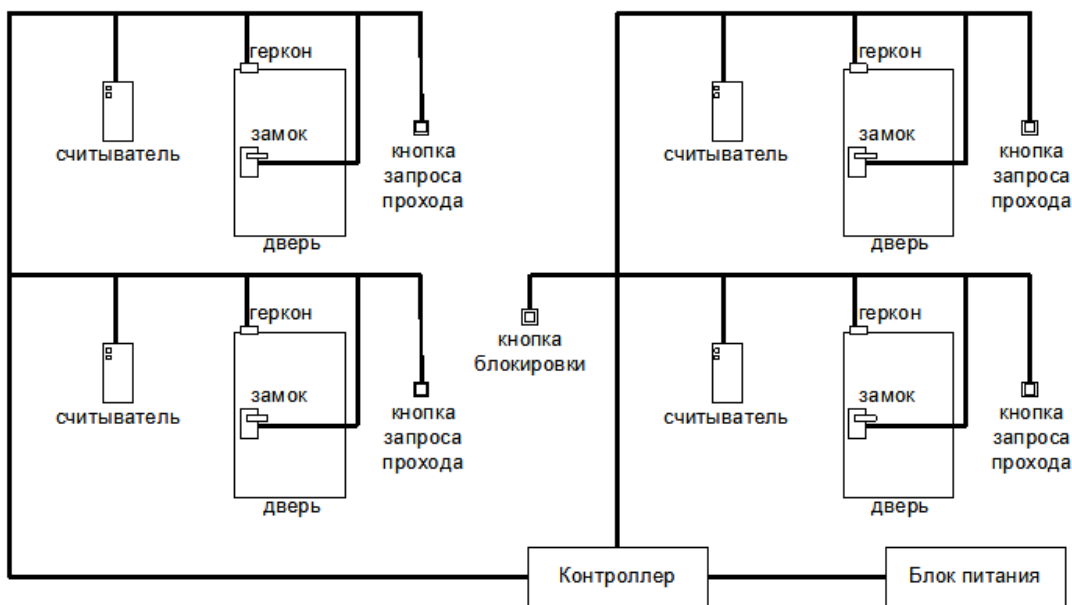 геркон
замок
считыватель
кнопка
запроса
прохода
дверь
геркон
замок
считыватель
кнопка
запроса
прохода
дверь
геркон
замок
считыватель
кнопка
запроса
прохода
дверь
кнопка
блокировки
геркон
замок
считыватель
кнопка
запроса
прохода
дверь
Контроллер
Блок питания